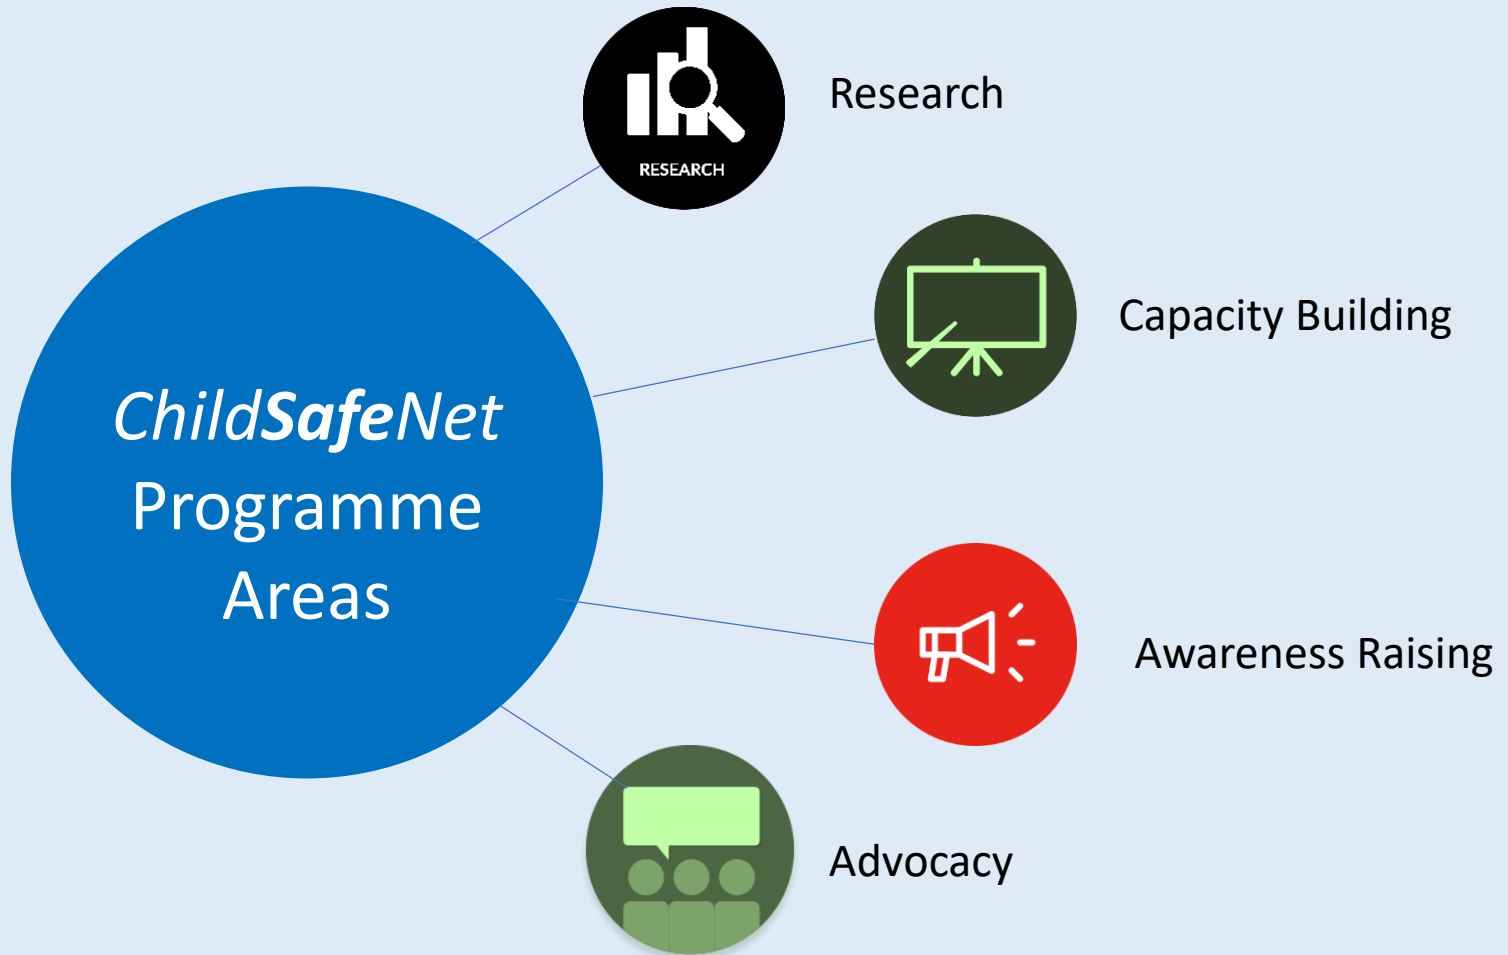 Research
RESEARCH
Capacity Building
ChildSafeNet
Programme
Areas
Awareness Raising
Advocacy